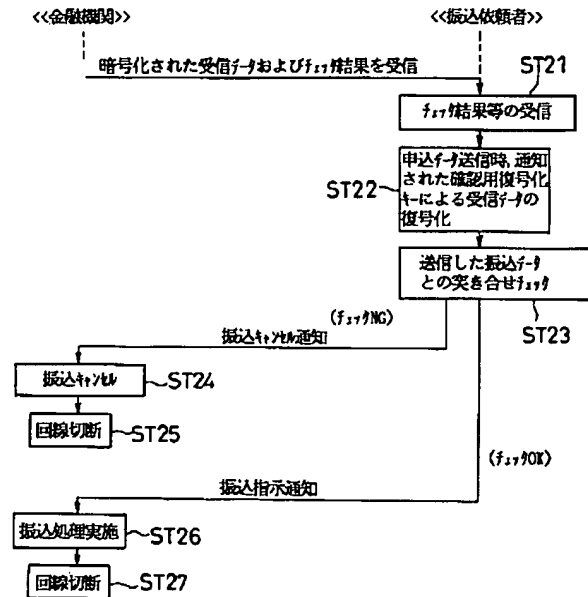 <<金融機関>>
<<振込依頼者>>
暗号化された受信データおよびチェック結果を受信
ST21
チェック結果等の受信
ST22
申込データ送信時,通知
された確認用復号化
キーによる受信データの
復号化
送信した振込データ
との突き合せチェック
ST23
(チェックNG)
振込キャンセル通知
振込キャンセル
ST24
回線切断
ST25
(チェックOK)
振込指示通知
振込処理実施
ST26
回線切断
ST27